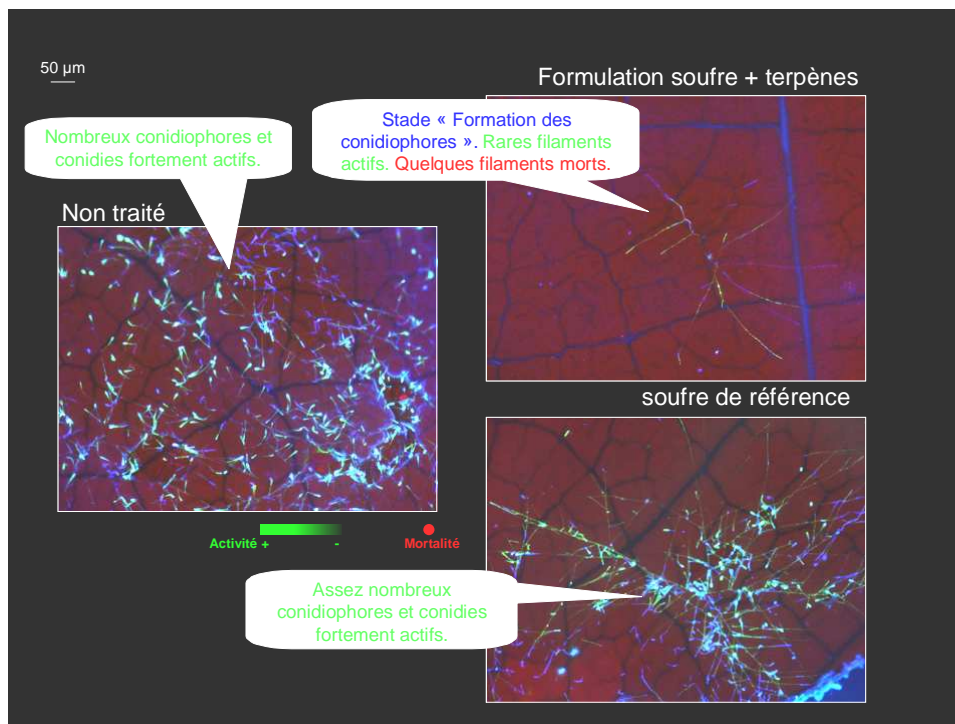 50 µm
Formulation soufre + terpènes
Nombreux conidiophores et
conidies fortement actifs.
Stade « Formation des
conidiophores ». Rares filaments
actifs. Quelques filaments morts.
Non traité
soufre de référence
Activité + -
Mortalité
Assez nombreux
conidiophores et conidies
fortement actifs.